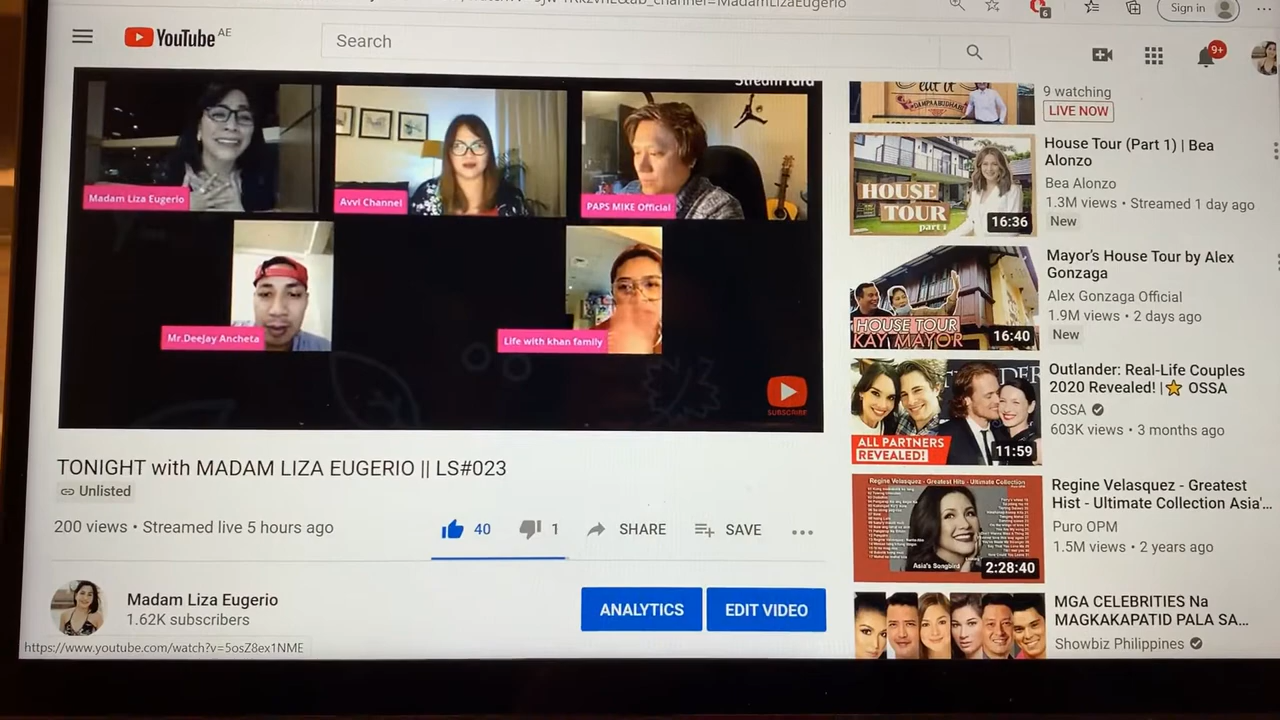 YouTube AE
Search
Sign in
6
9+
Madam Liza Eugerio
Avvi Channel
PAPS MIKE Official
Mr.DeeJay Ancheta
Life with khan family
SUBSCRIBE
TONIGHT with MADAM LIZA EUGERIO || LS#023
Unlisted
200 views • Streamed live 5 hours ago
40
1
SHARE
SAVE
Madam Liza Eugerio
1.62K subscribers
ANALYTICS
EDIT VIDEO
https://www.youtube.com/watch?v=5osZ8ex1NME
9 watching
LIVE NOW
HOUSE
TOUR
part 1
16:36
House Tour (Part 1) | Bea
Alonzo
Bea Alonzo
1.3M views • Streamed 1 day ago
New
HOUSE TOUR
KAY MAYOR
16:40
Mayor's House Tour by Alex
Gonzaga
Alex Gonzaga Official
1.9M views • 2 days ago
New
ALL PARTNERS
REVEALED!
11:59
Outlander: Real-Life Couples
2020 Revealed! |⭐ OSSA
OSSA
603K views • 3 months ago
Regine Velasquez - Greatest Hits - Ultimate Collection
Asia's Songbird
2:28:40
Regine Velasquez - Greatest
Hist - Ultimate Collection Asia'...
Puro OPM
1.5M views • 2 years ago
MGA CELEBRITIES Na
MAGKAKAPATID PALA SA...
Showbiz Philippines